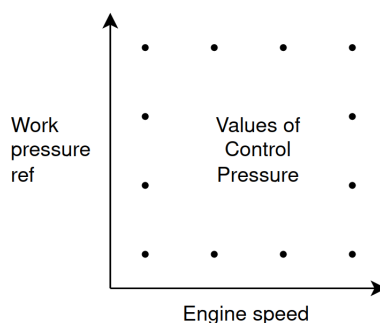 Work
pressure
ref
Values of
Control
Pressure
Engine speed